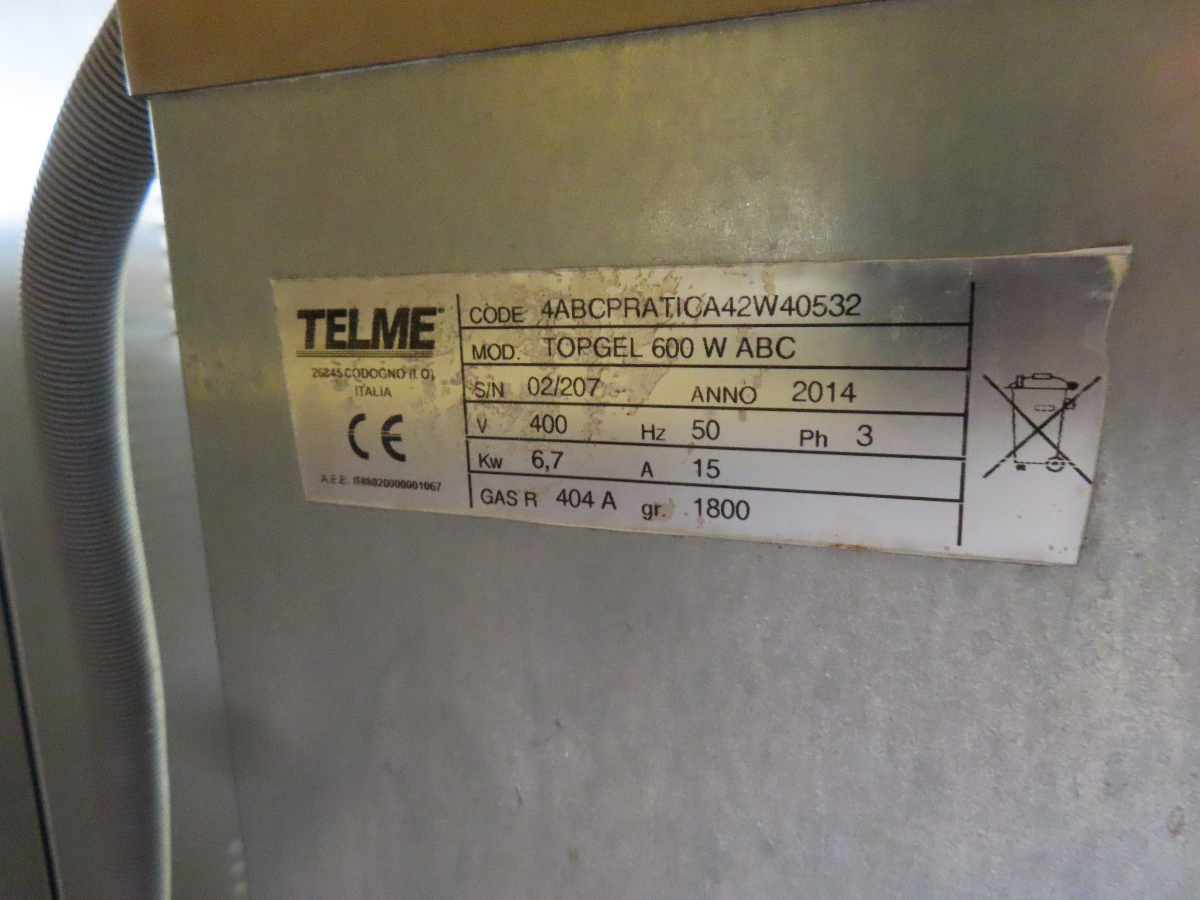 TELME
26845 CODOGNO (LO)
ITALIA
CE
A.E.E. IT08020000001067
CODE 4ABCPRATICA42W40532
MOD. TOPGEL 600 W ABC
S/N 02/207 ANNO 2014
V 400 Hz 50 Ph 3
Kw 6,7 A 15
GAS R 404 A gr. 1800